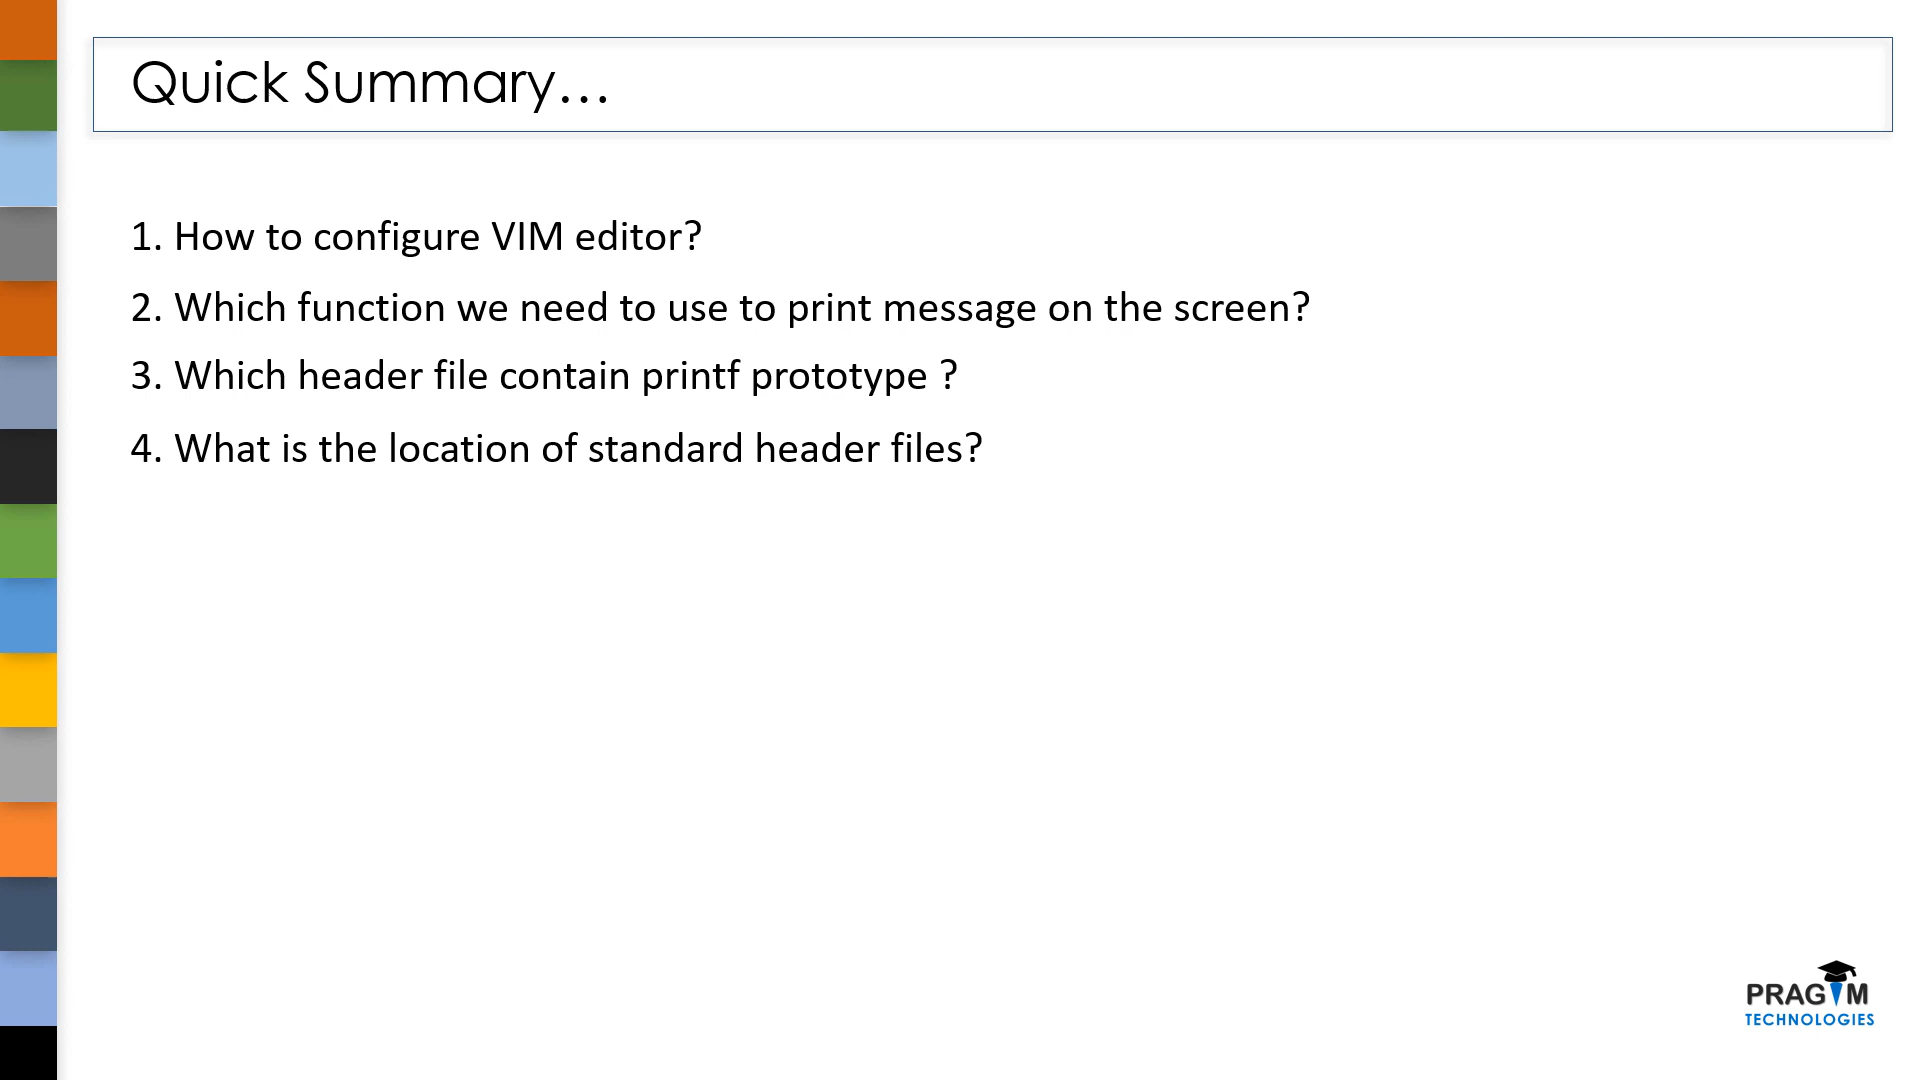 Quick Summary...
1. How to configure VIM editor?
2. Which function we need to use to print message on the screen?
3. Which header file contain printf prototype ?
4. What is the location of standard header files?
PRAGIM
TECHNOLOGIES